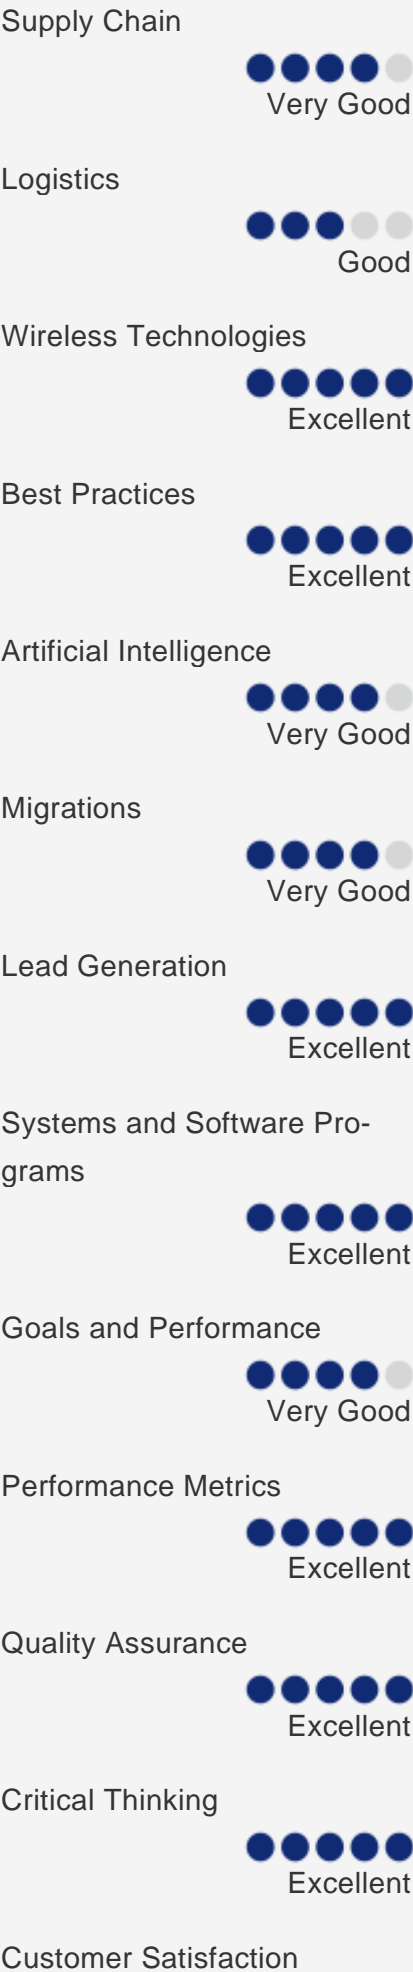 Supply Chain
Very Good
Logistics
Good
Wireless Technologies
Excellent
Best Practices
Excellent
Artificial Intelligence
Very Good
Migrations
Very Good
Lead Generation
Excellent
Systems and Software Pro-
grams
Excellent
Goals and Performance
Very Good
Performance Metrics
Excellent
Quality Assurance
Excellent
Critical Thinking
Excellent
Customer Satisfaction